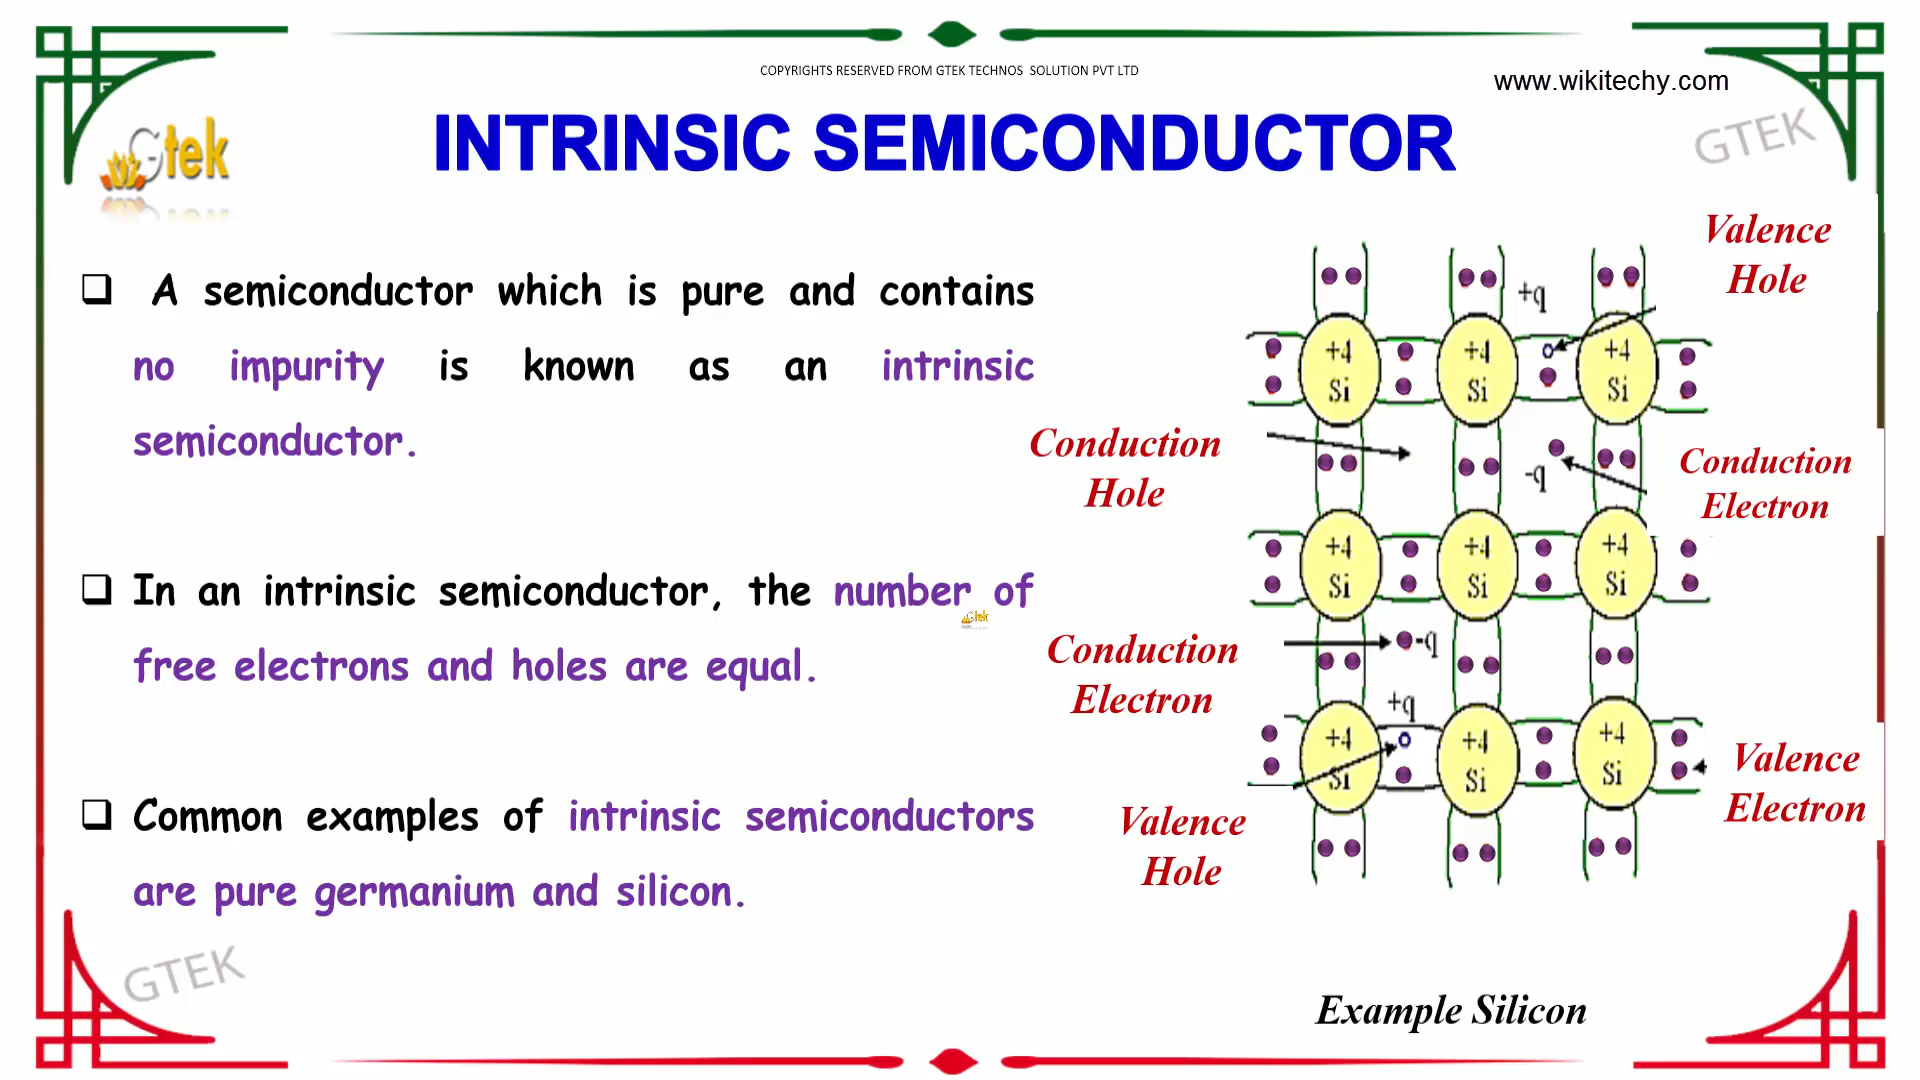 COPYRIGHTS RESERVED FROM GTEK TECHNOS SOLUTION PVT LTD
www.wikitechy.com
Gtek
INTRINSIC SEMICONDUCTOR
GTEK
❑ A semiconductor which is pure and contains
no impurity is known as an intrinsic
semiconductor.
❑ In an intrinsic semiconductor, the number of
Gtek
free electrons and holes are equal.
❑ Common examples of intrinsic semiconductors
are pure germanium and silicon.
Valence
Hole
+q
+4 +4 +4
Si Si Si
Conduction
Hole
-q
Conduction
Electron
+4 +4 +4
Si Si Si
Conduction
Electron
-q
+q
+4 +4 +4
Si Si Si
Valence
Electron
Valence
Hole
GTEK
Example Silicon